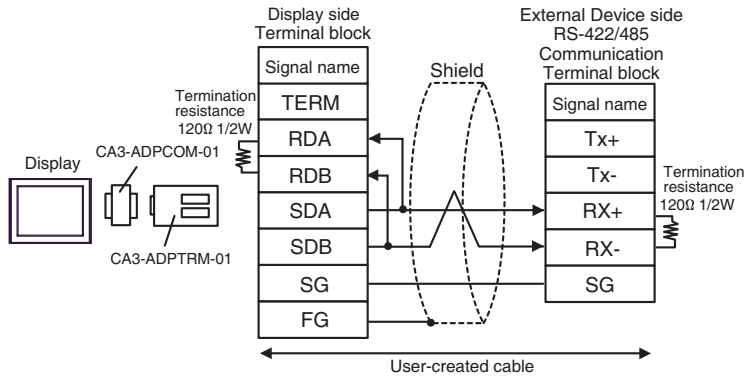 Display side
Terminal block
External Device side
RS-422/485
Communication
Terminal block
Signal name
TERM
RDA
RDB
SDA
SDB
SG
FG
Shield
Signal name
Tx+
Tx-
RX+
RX-
SG
Termination
resistance
120Ω 1/2W
Termination
resistance
120Ω 1/2W
Display
CA3-ADPCOM-01
CA3-ADPTRM-01
User-created cable